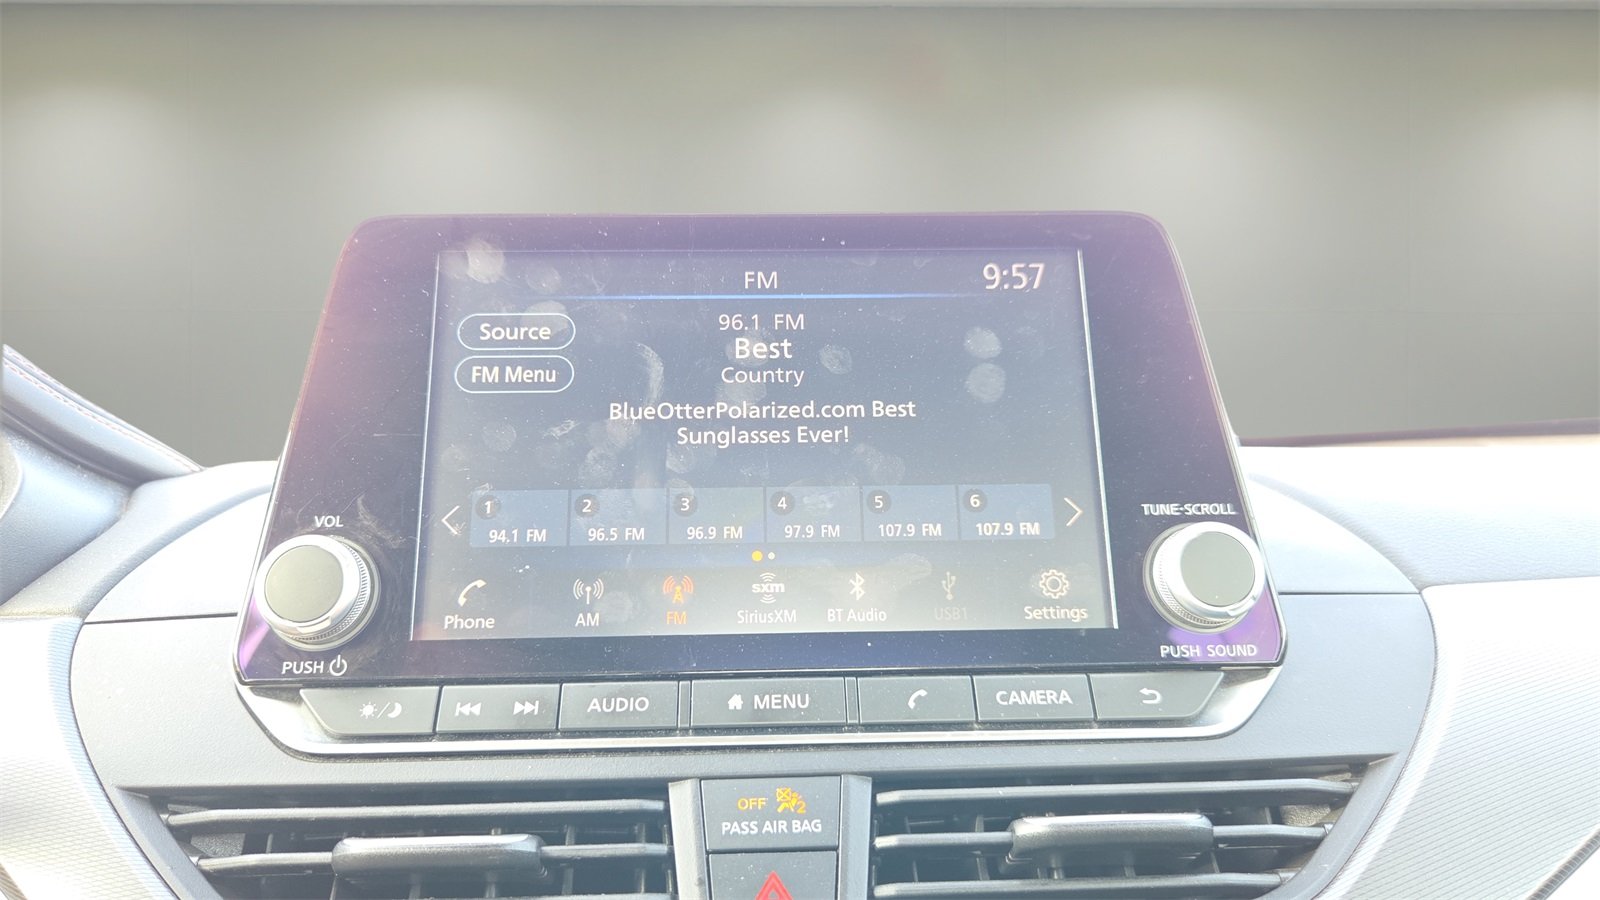 FM
9:57
Source
96.1 FM
Best
FM Menu
Country
BlueOtterPolarized.com Best
Sunglasses Ever!
1
2
3
4
5
6
94.1 FM
96.5 FM
96.9 FM
97.9 FM
107.9 FM
107.9 FM
VOL
TUNE·SCROLL
Phone
AM
FM
sxm
SiriusXM
BT Audio
USB1
Settings
PUSH
PUSH SOUND
AUDIO
MENU
CAMERA
OFF 2
PASS AIR BAG